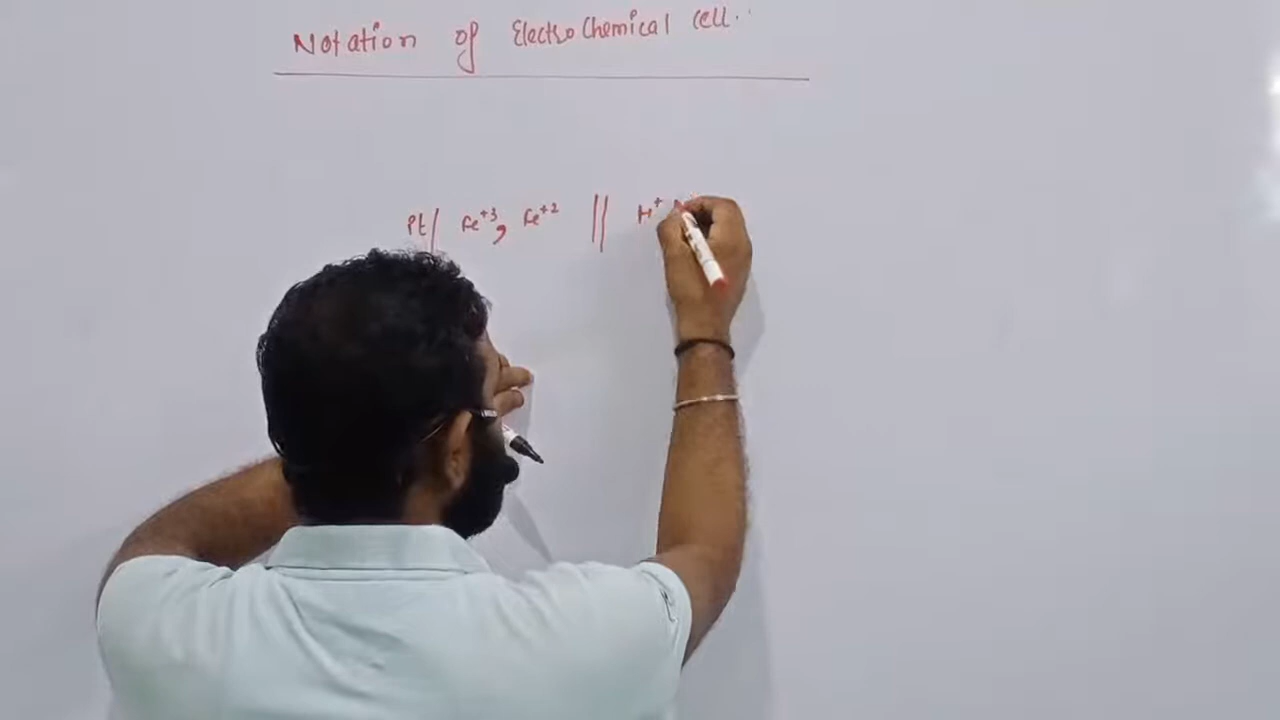 Notation of ElectroChemical cell.
Pt| Fe⁺³, Fe⁺² || H⁺